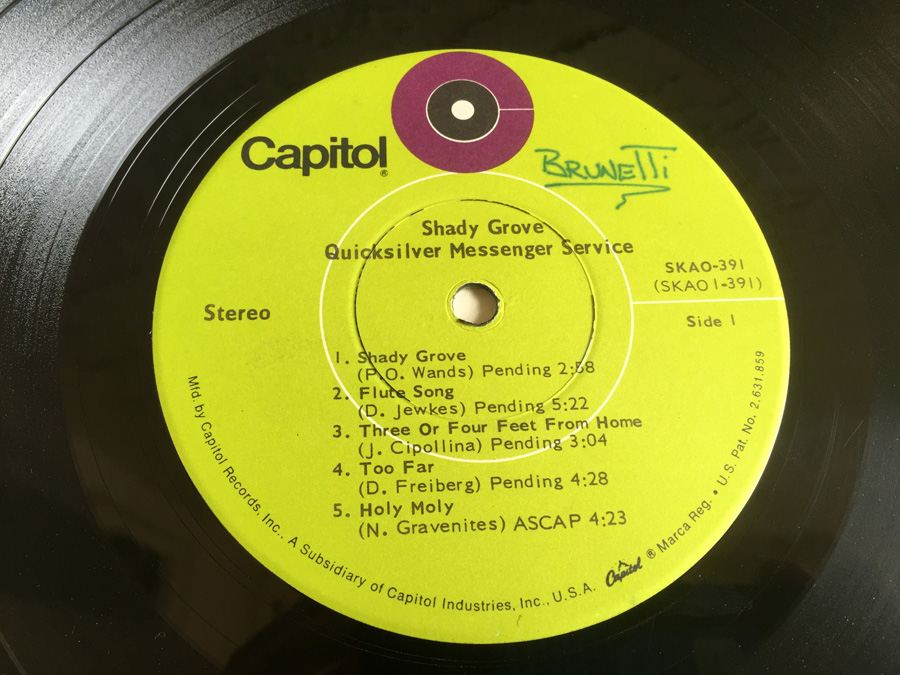 Capitol®
BRUNETTi
Shady Grove
Quicksilver Messenger Service
SKAO-391
(SKAO 1-391)
Stereo
Side 1
1. Shady Grove
(P.O. Wands) Pending 2:58
2. Flute Song
(D. Jewkes) Pending 5:22
3. Three Or Four Feet From Home
(J. Cipollina) Pending 3:04
4. Too Far
(D. Freiberg) Pending 4:28
5. Holy Moly
(N. Gravenites) ASCAP 4:23
Mfd. by Capitol Records, Inc., A Subsidiary of Capitol Industries, Inc., U.S.A. Capitol ® Marca Reg. • U.S. Pat. No. 2,631,859